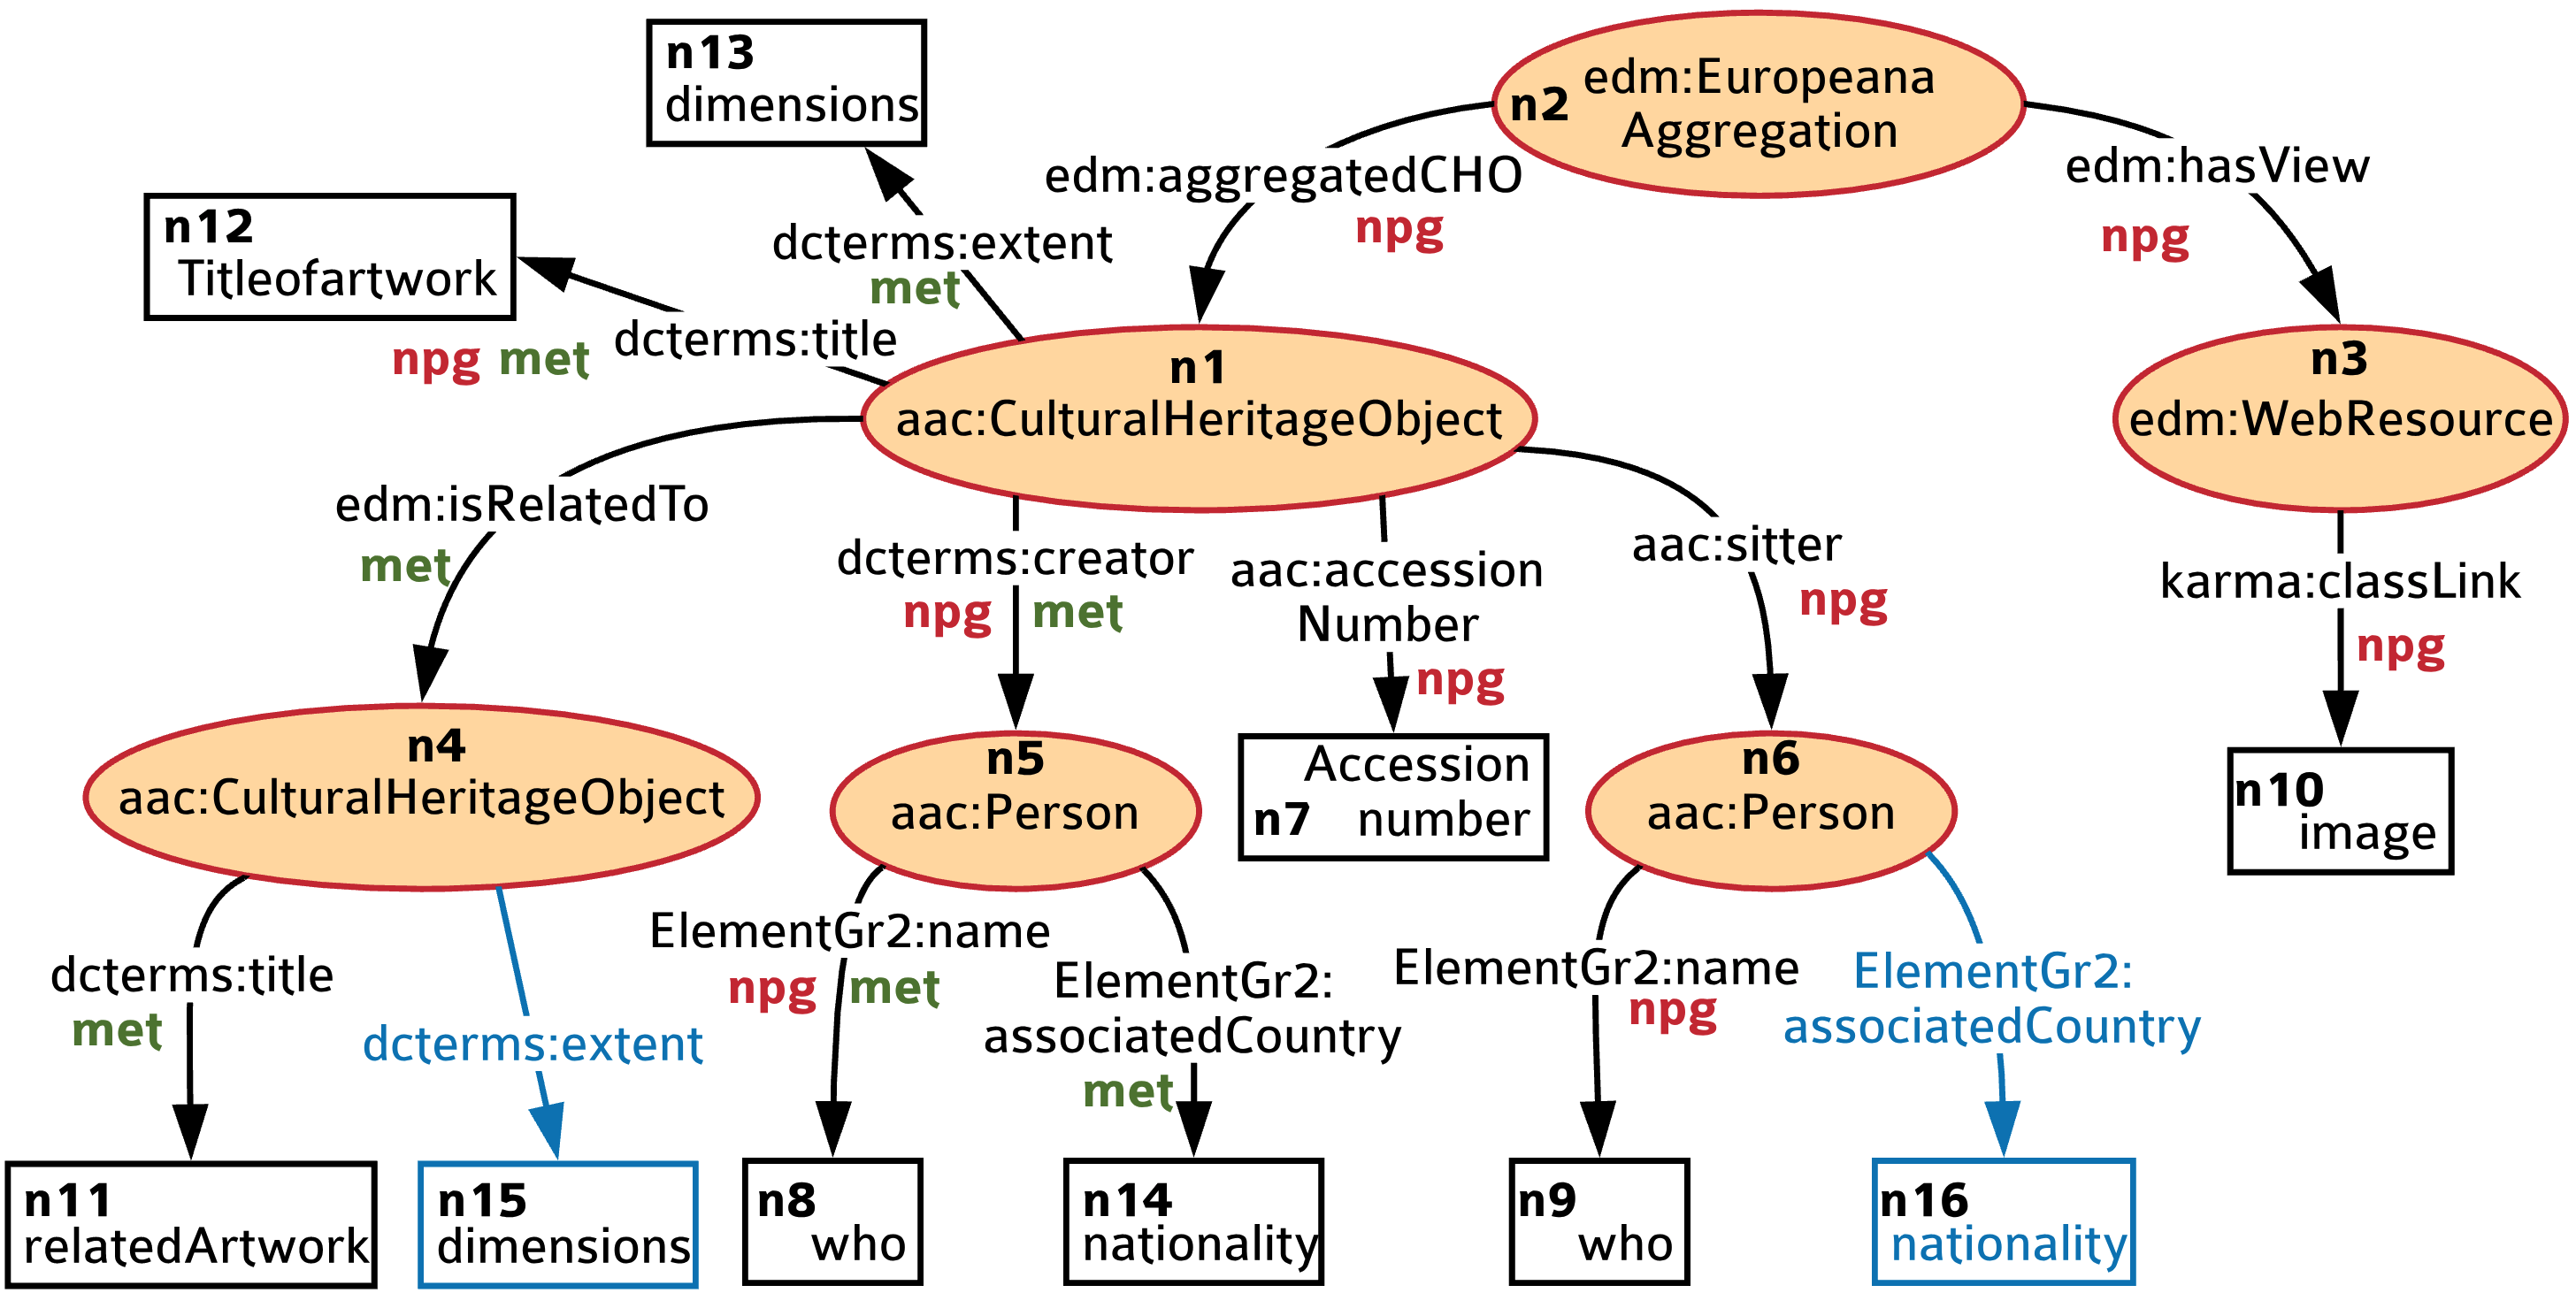 n13
dimensions
n2
edm:Europeana
Aggregation
edm:aggregatedCHO
npg
edm:hasView
npg
n12
Titleofartwork
dcterms:extent
met
dcterms:title
npg met
n1
aac:CulturalHeritageObject
n3
edm:WebResource
edm:isRelatedTo
met
dcterms:creator
npg met
aac:accession
Number
npg
aac:sitter
npg
karma:classLink
npg
n4
aac:CulturalHeritageObject
n5
aac:Person
Accession
n7 number
n6
aac:Person
n10
image
dcterms:title
met
dcterms:extent
ElementGr2:name
npg met
ElementGr2:
associatedCountry
met
ElementGr2:name
npg
ElementGr2:
associatedCountry
n11
relatedArtwork
n15
dimensions
n8
who
n14
nationality
n9
who
n16
nationality